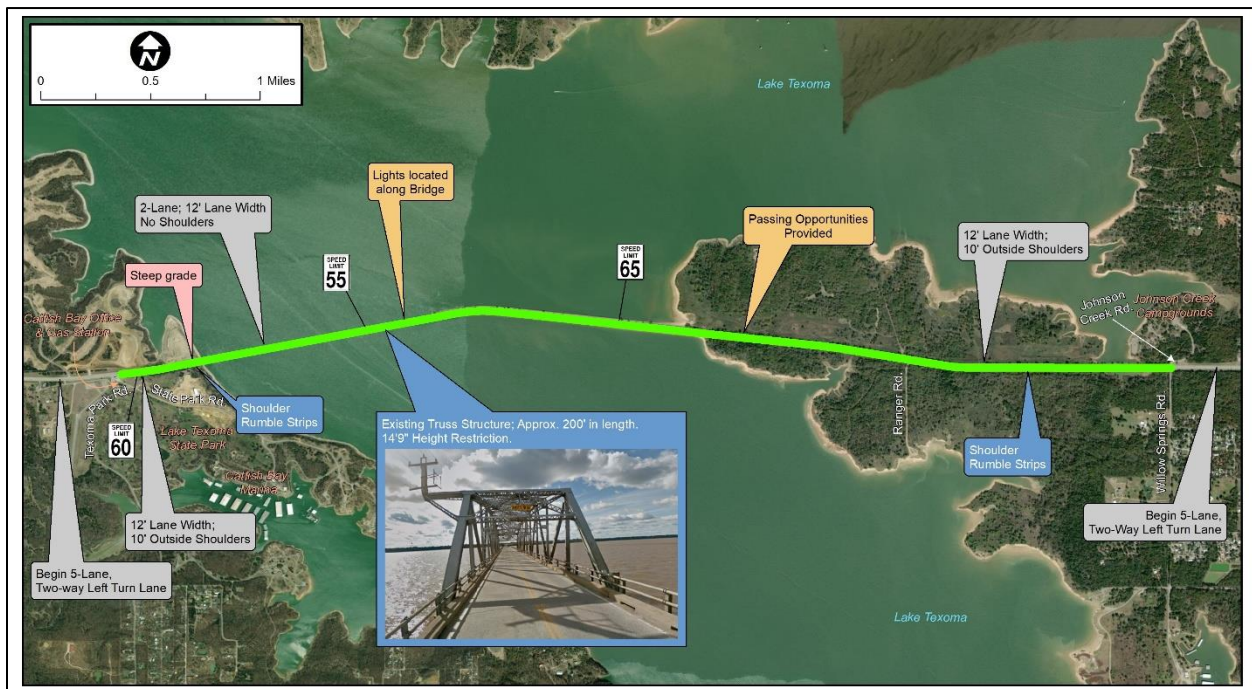 N
0 0.5 1 Miles
Lake Texoma
Lights located
along Bridge
2-Lane; 12' Lane Width
No Shoulders
Passing Opportunities
Provided
12' Lane Width;
10' Outside Shoulders
SPEED
LIMIT
55
SPEED
LIMIT
65
Steep grade
Johnson
Creek Rd.
Johnson Creek
Campgrounds
Catfish Bay Office
& Gas Station
Texoma Park Rd.
State Park Rd.
SPEED
LIMIT
60
Lake Texoma
State Park
Shoulder
Rumble Strips
Existing Truss Structure; Approx. 200' in length.
14'9" Height Restriction.
Ranger Rd.
Shoulder
Rumble Strips
Willow Springs Rd.
Catfish Bay
Marina
12' Lane Width;
10' Outside Shoulders
Begin 5-Lane,
Two-Way Left Turn Lane
Begin 5-Lane,
Two-way Left Turn Lane
Lake Texoma